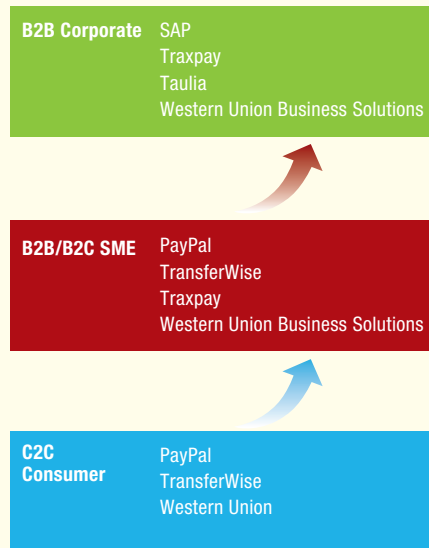 B2B Corporate SAP
Traxpay
Taulia
Western Union Business Solutions
B2B/B2C SME PayPal
TransferWise
Traxpay
Western Union Business Solutions
C2C
Consumer
PayPal
TransferWise
Western Union